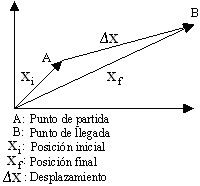 B
ΔX
A
Xi
Xf
A: Punto de partida
B: Punto de llegada
Xi: Posición inicial
Xf: Posición final
ΔX: Desplazamiento